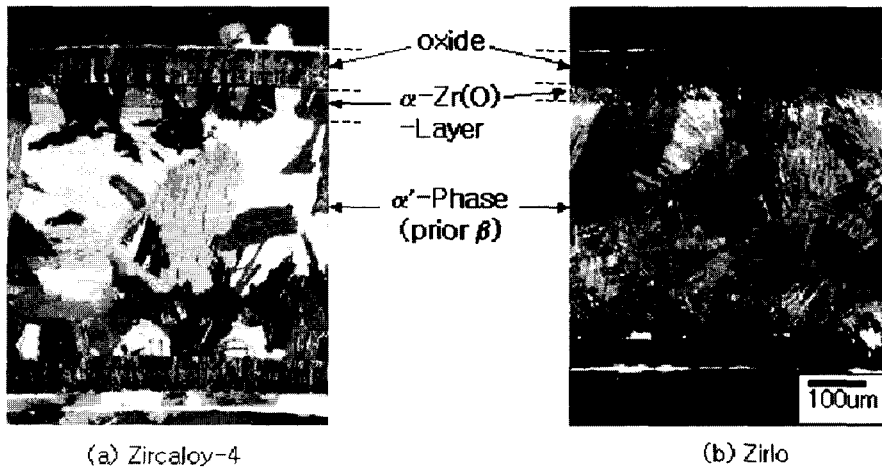 oxide
α-Zr(O)
-Layer
α′-Phase
(prior β)
100um
(a) Zircaloy-4
(b) Zirlo